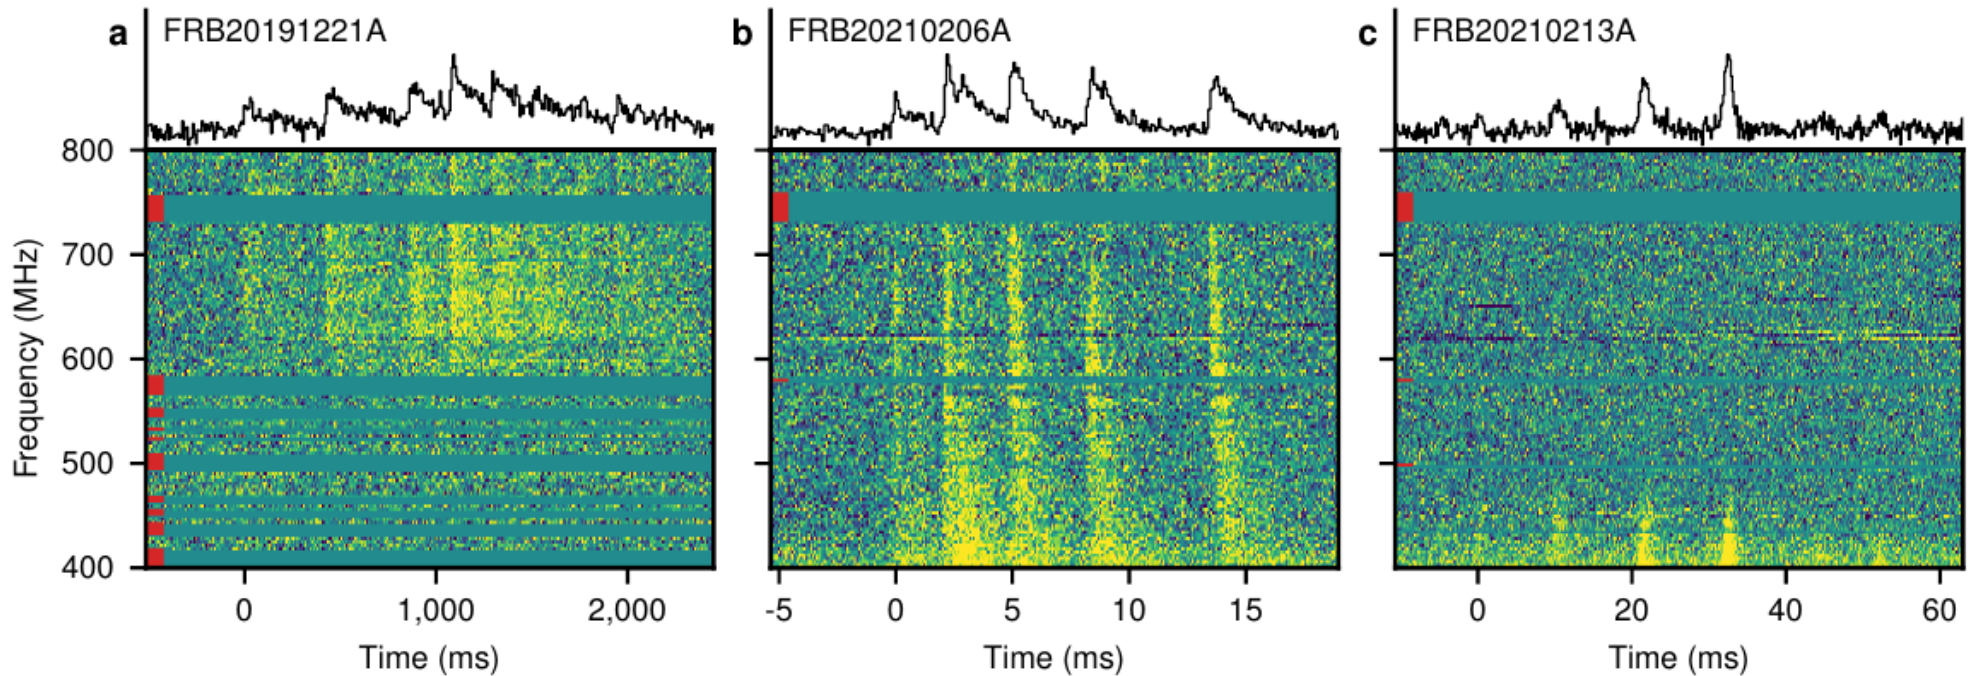 a FRB20191221A
b FRB20210206A
c FRB20210213A
800
700
600
500
400
Frequency (MHz)
0 1,000 2,000
-5 0 5 10 15
0 20 40 60
Time (ms)
Time (ms)
Time (ms)